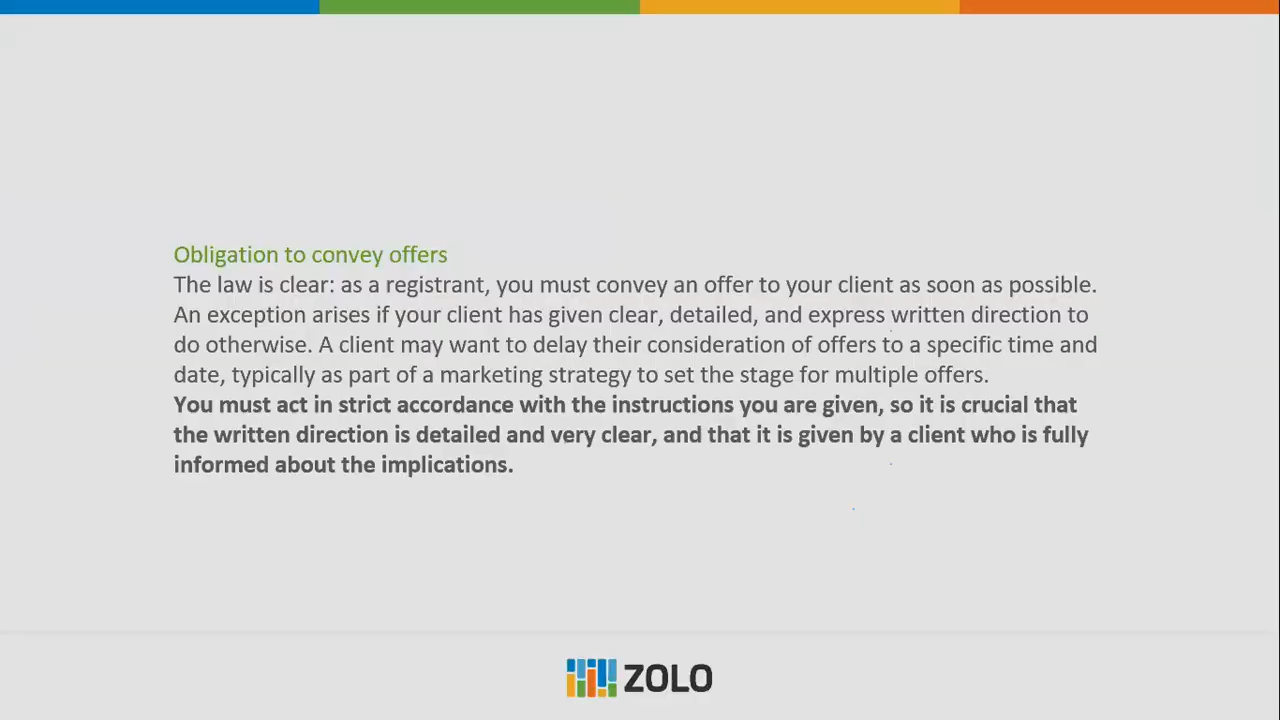 Obligation to convey offers
The law is clear: as a registrant, you must convey an offer to your client as soon as possible.
An exception arises if your client has given clear, detailed, and express written direction to
do otherwise. A client may want to delay their consideration of offers to a specific time and
date, typically as part of a marketing strategy to set the stage for multiple offers.
You must act in strict accordance with the instructions you are given, so it is crucial that
the written direction is detailed and very clear, and that it is given by a client who is fully
informed about the implications.
ZOLO